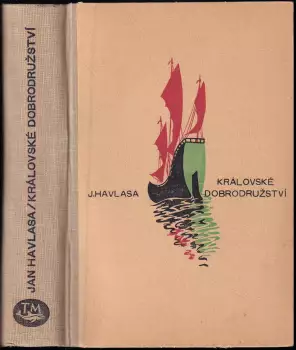 JAN HAVLASA/KRÁLOVSKÉ DOBRODRUŽSTVÍ
TM
J.HAVLASA
KRÁLOVSKÉ
DOBRODRUŽSTVÍ